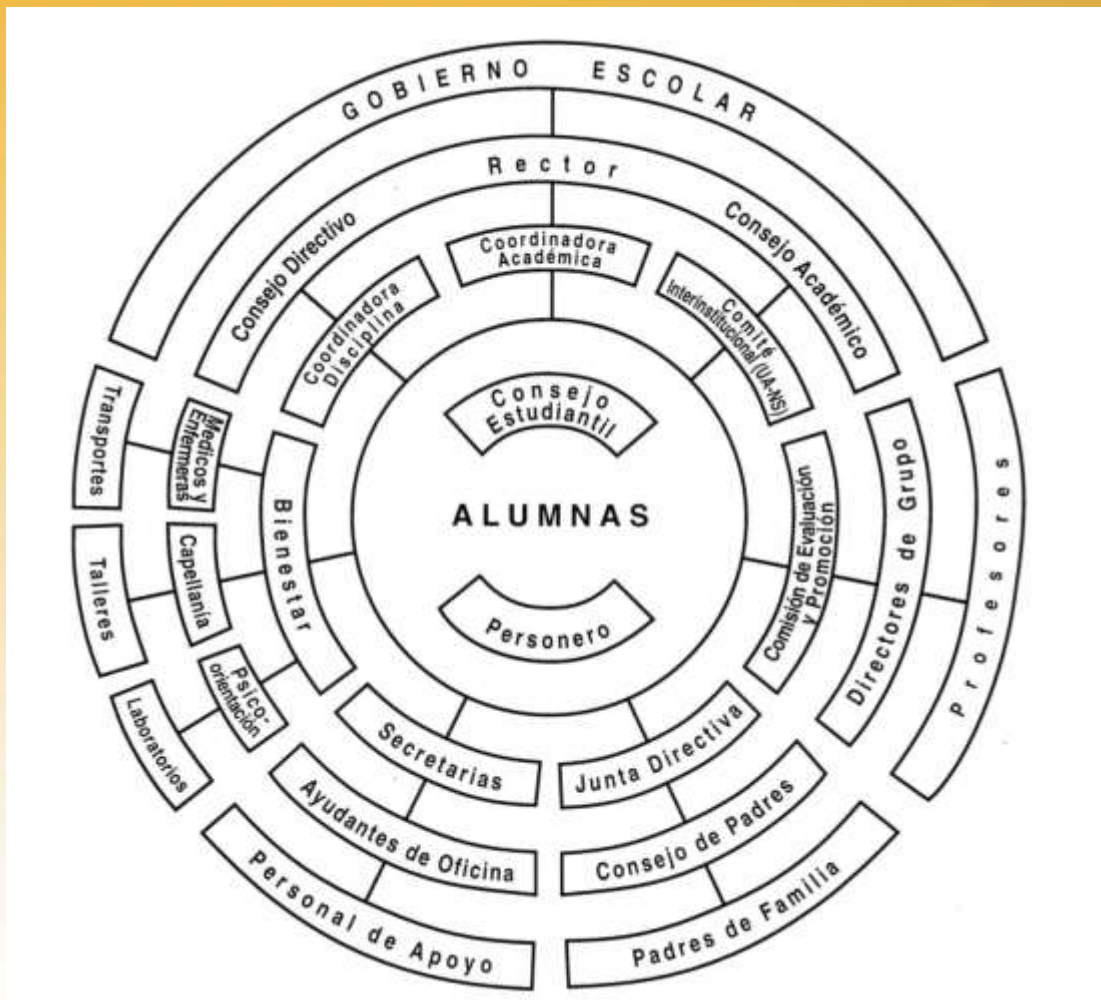 GOBIERNO ESCOLAR
Rector
Consejo Directivo
Consejo Académico
Coordinadora
Académica
Coordinadora
Disciplina
Comité
Interinstitucional (UA-NS)
Consejo
Estudiantil
ALUMNAS
Personero
Transportes
Médicos y
Enfermeras
Bienestar
Talleres
Capellanía
Laboratorios
Psico-
orientación
Comisión de Evaluación
y Promoción
Directores de Grupo
Profesores
Secretarias
Junta Directiva
Ayudantes de Oficina
Consejo de Padres
Personal de Apoyo
Padres de Familia